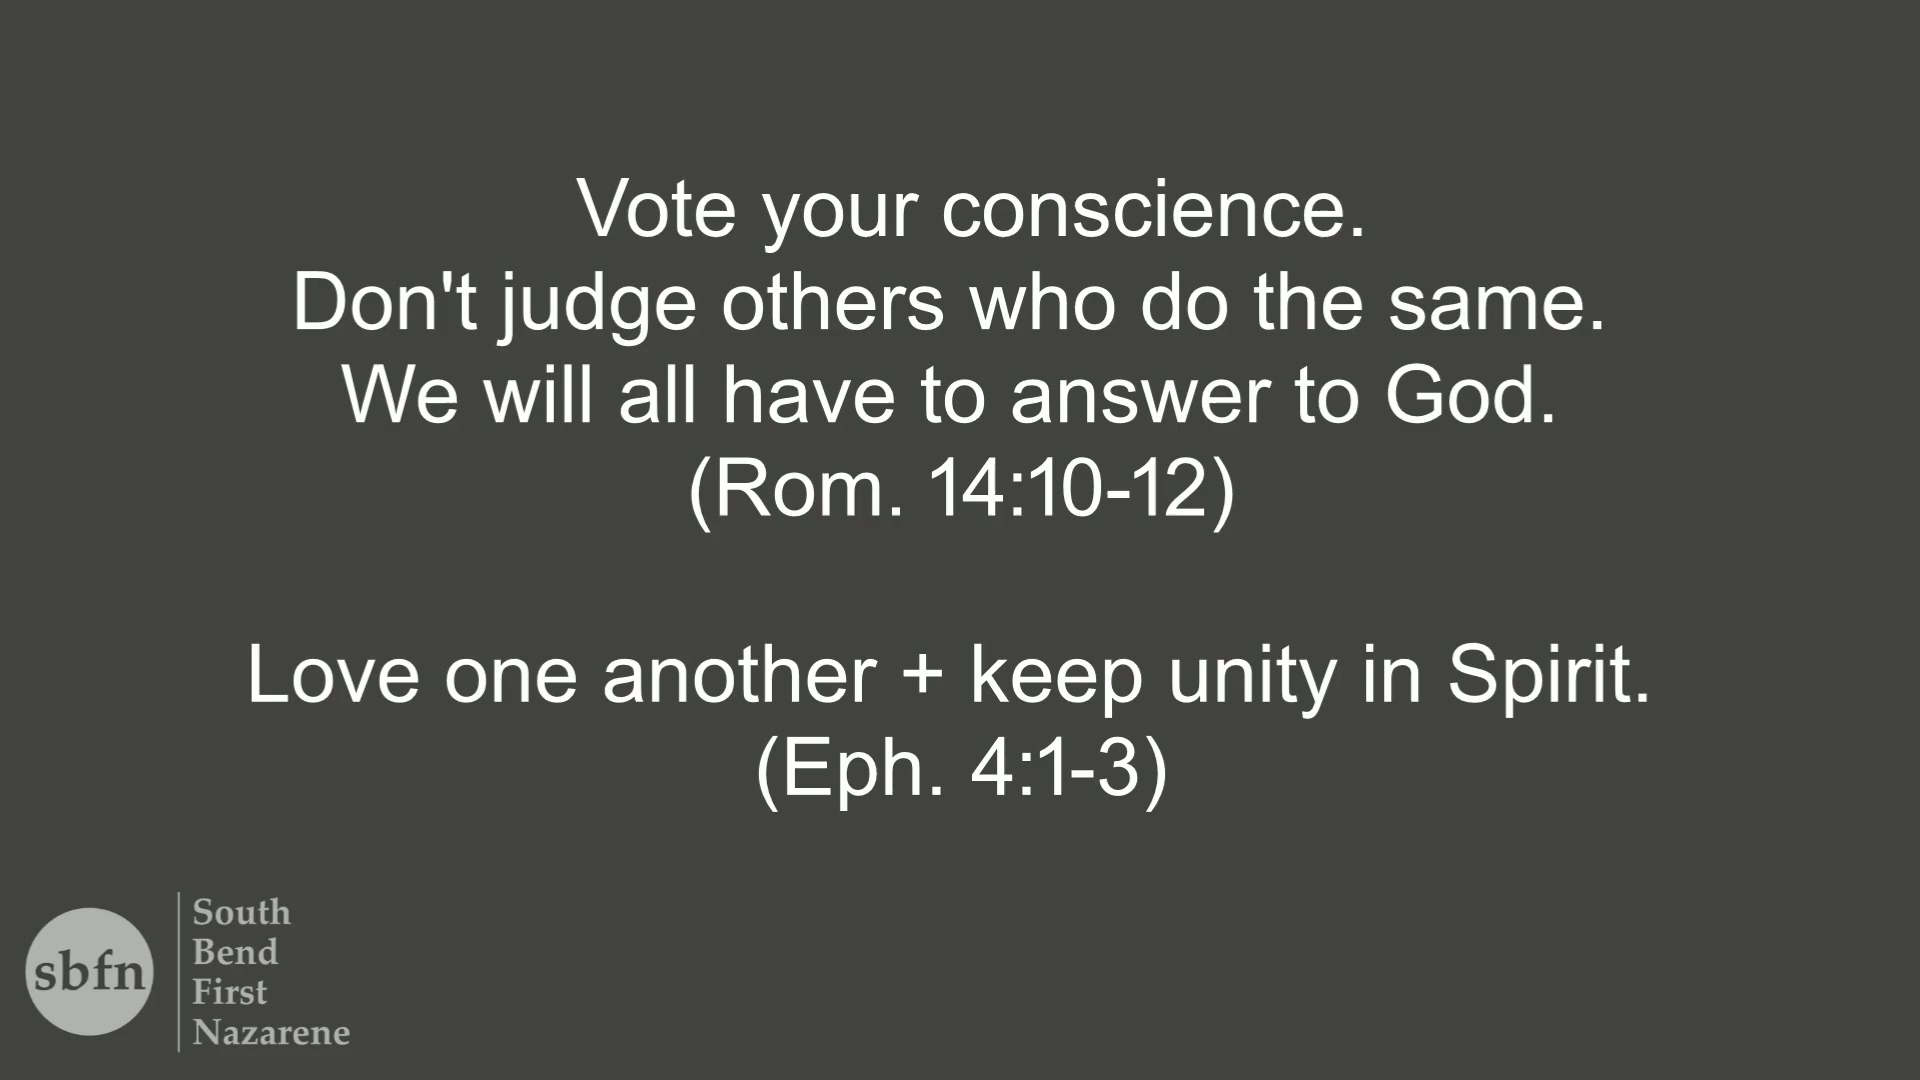 Vote your conscience.
Don't judge others who do the same.
We will all have to answer to God.
(Rom. 14:10-12)
Love one another + keep unity in Spirit.
(Eph. 4:1-3)
sbfn
South
Bend
First
Nazarene